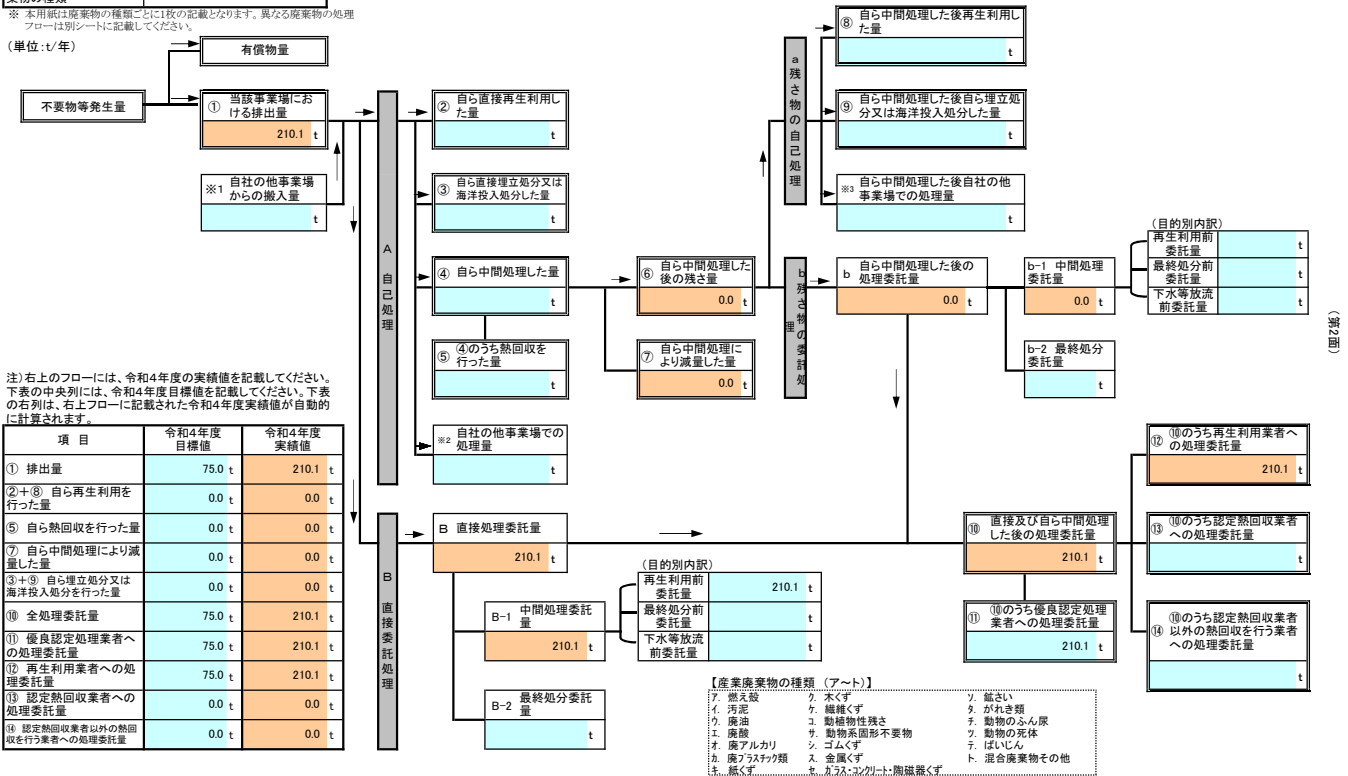 ※ 本用紙は廃棄物の種類ごとに1枚の記載となります。異なる廃棄物の処理
フローは別シートに記載してください。
(単位:t/年)
有償物量
不要物等発生量
① 当該事業場にお
ける排出量
210.1 t
※1 自社の他事業場
からの搬入量
t
A 自己処理
② 自ら直接再生利用し
た量
t
③ 自ら直接埋立処分又は
海洋投入処分した量
t
④ 自ら中間処理した量
t
⑤ ④のうち熱回収を
行った量
t
※2 自社の他事業場での
処理量
t
⑥ 自ら中間処理した
後の残さ量
0.0 t
⑦ 自ら中間処理によ
り減量した量
0.0 t
a 残さ物の自己処理
⑧ 自ら中間処理した後再生利用し
た量
t
⑨ 自ら中間処理した後自ら埋立処
分又は海洋投入処分した量
t
※3 自ら中間処理した後自社の他
事業場での処理量
t
b 残さ物の委託処理
b 自ら中間処理した後の
処理委託量
0.0 t
b-1 中間処理
委託量
0.0 t
b-2 最終処分
委託量
t
(目的別内訳)
再生利用前
委託量
t
最終処分前
委託量
t
下水等放流
前委託量
t
(第2面)
注)右上のフローには、令和4年度の実績値を記載してください。
下表の中央列には、令和4年度目標値を記載してください。下表
の右列は、右上フローに記載された令和4年度実績値が自動的
に計算されます。
項 目 令和4年度
目標値 令和4年度
実績値
① 排出量 75.0 t 210.1 t
②+⑧ 自ら再生利用を
行った量 0.0 t 0.0 t
⑤ 自ら熱回収を行った量 0.0 t 0.0 t
⑦ 自ら中間処理により減
量した量 0.0 t 0.0 t
③+⑨ 自ら埋立処分又は
海洋投入処分を行った量 0.0 t 0.0 t
⑩ 全処理委託量 75.0 t 210.1 t
⑪ 優良認定処理業者へ
の処理委託量 75.0 t 210.1 t
⑫ 再生利用業者への処
理委託量 75.0 t 210.1 t
⑬ 認定熱回収業者への
処理委託量 0.0 t 0.0 t
⑭ 認定熱回収業者以外の熱回
収を行う業者への処理委託量 0.0 t 0.0 t
B 直接委託処理
B 直接処理委託量
210.1 t
B-1 中間処理委託
量
210.1 t
B-2 最終処分委託
量
t
(目的別内訳)
再生利用前
委託量
210.1 t
最終処分前
委託量
t
下水等放流
前委託量
t
⑩ 直接及び自ら中間処理
した後の処理委託量
210.1 t
⑪ ⑩のうち優良認定処理
業者への処理委託量
210.1 t
⑫ ⑩のうち再生利用業者へ
の処理委託量
210.1 t
⑬ ⑩のうち認定熱回収業者
への処理委託量
t
⑭ ⑩のうち認定熱回収業者
以外の熱回収を行う業者
への処理委託量
t
【産業廃棄物の種類 (ア~ト)】
ア. 燃え殻 ク. 木くず ソ. 鉱さい
イ. 汚泥 ケ. 繊維くず タ. がれき類
ウ. 廃油 コ. 動植物性残さ チ. 動物のふん尿
エ. 廃酸 サ. 動物系固形不要物 ツ. 動物の死体
オ. 廃アルカリ シ. ゴムくず テ. ばいじん
カ. 廃プラスチック類 ス. 金属くず ト. 混合廃棄物その他
キ. 紙くず セ. ガラス・コンクリート・陶磁器くず